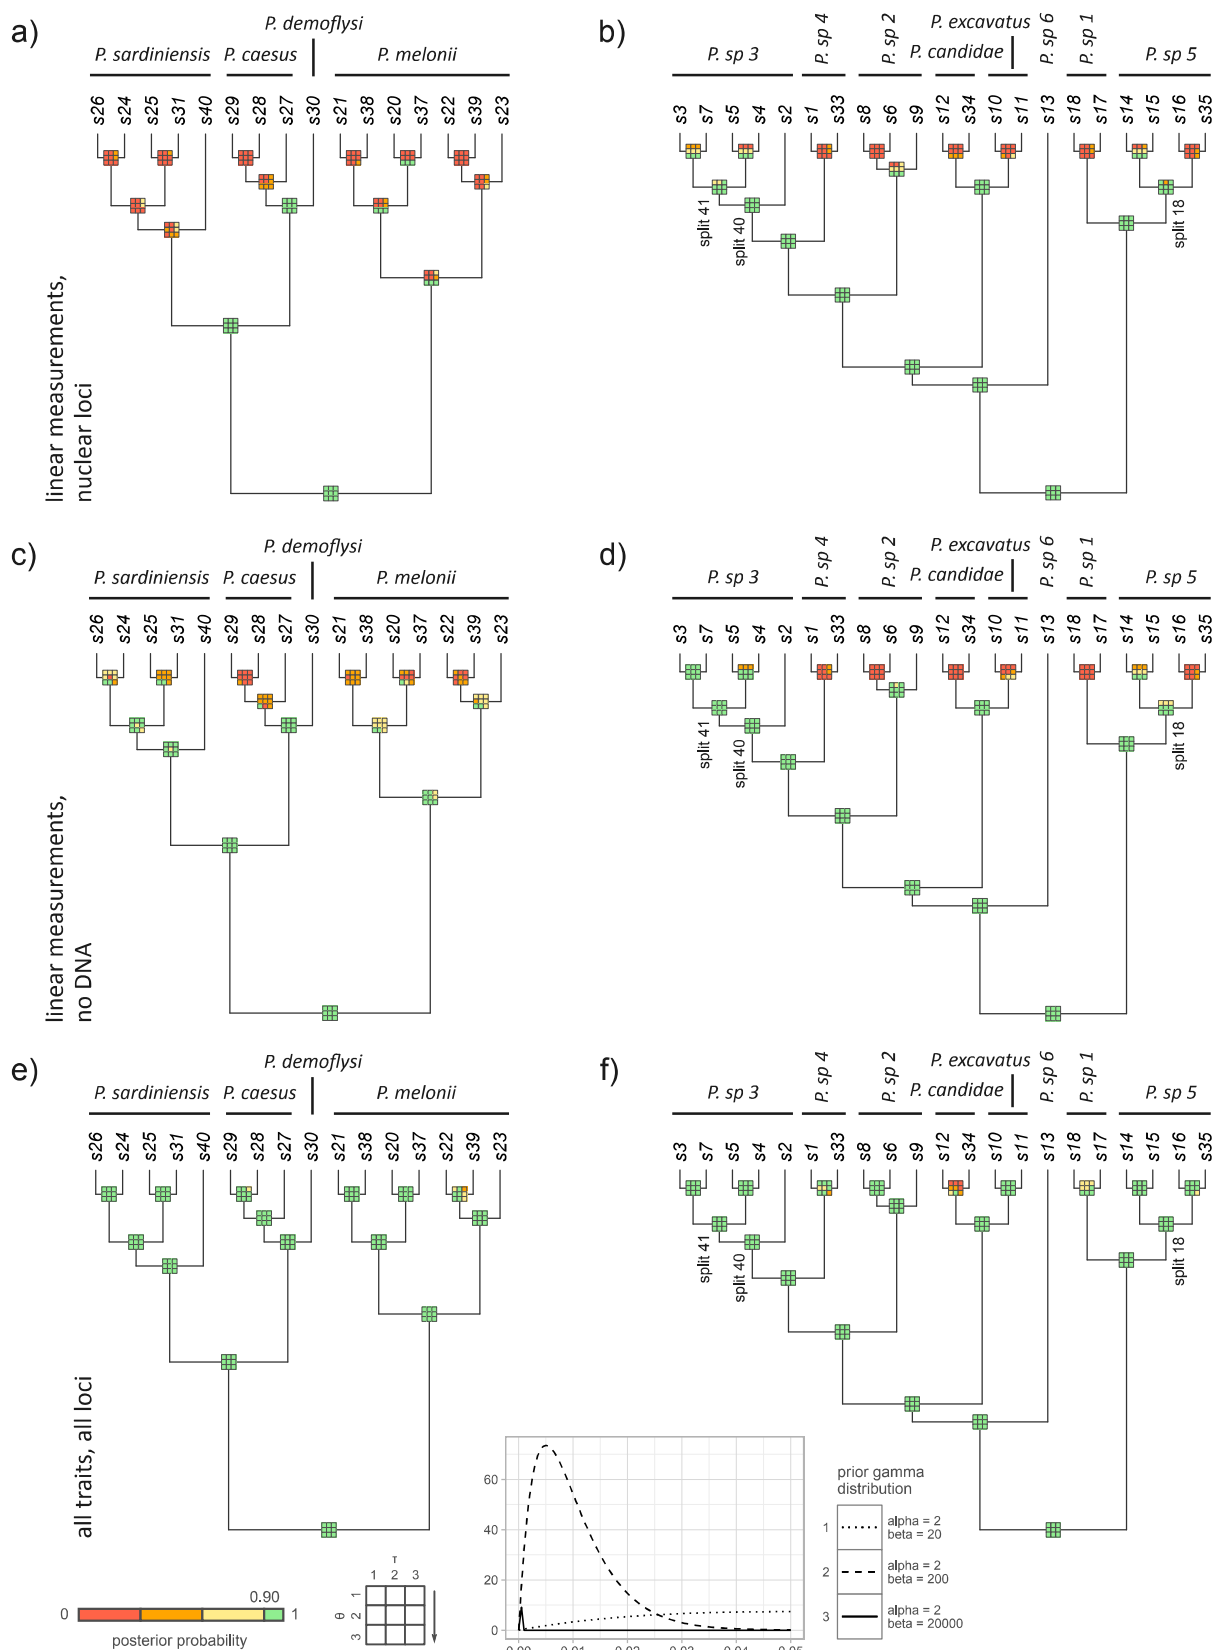 a)
P. demoflysi
P. sardiniensis P. caesus P. melonii
s26 s24 s25 s31 s40 s29 s28 s27 s30 s21 s38 s20 s37 s22 s39 s23
linear measurements,
nuclear loci
b)
P. sp 3 P. sp 4 P. sp 2 P. excavatus P. candidae P. sp 6 P. sp 1 P. sp 5
s3 s7 s5 s4 s2 s1 s33 s8 s6 s9 s12 s34 s10 s11 s13 s18 s17 s14 s15 s16 s35
split 41
split 40
split 18
c)
P. demoflysi
P. sardiniensis P. caesus P. melonii
s26 s24 s25 s31 s40 s29 s28 s27 s30 s21 s38 s20 s37 s22 s39 s23
linear measurements,
no DNA
d)
P. sp 3 P. sp 4 P. sp 2 P. excavatus P. candidae P. sp 6 P. sp 1 P. sp 5
s3 s7 s5 s4 s2 s1 s33 s8 s6 s9 s12 s34 s10 s11 s13 s18 s17 s14 s15 s16 s35
split 41
split 40
split 18
e)
P. demoflysi
P. sardiniensis P. caesus P. melonii
s26 s24 s25 s31 s40 s29 s28 s27 s30 s21 s38 s20 s37 s22 s39 s23
all traits, all loci
f)
P. sp 3 P. sp 4 P. sp 2 P. excavatus P. candidae P. sp 6 P. sp 1 P. sp 5
s3 s7 s5 s4 s2 s1 s33 s8 s6 s9 s12 s34 s10 s11 s13 s18 s17 s14 s15 s16 s35
split 41
split 40
split 18
0 0.90 1
posterior probability
τ
1 2 3
θ
1
2
3
60
40
20
0
0.00 0.01 0.02 0.03 0.04 0.05
prior gamma
distribution
1 alpha = 2
beta = 20
2 alpha = 2
beta = 200
3 alpha = 2
beta = 20000